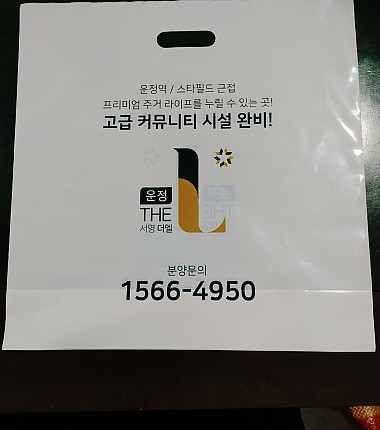 운정역 / 스타필드 근접
프리미엄 주거 라이프를 누릴 수 있는 곳!
고급 커뮤니티 시설 완비!
운정
THE L
서영 더엘
분양문의
1566-4950